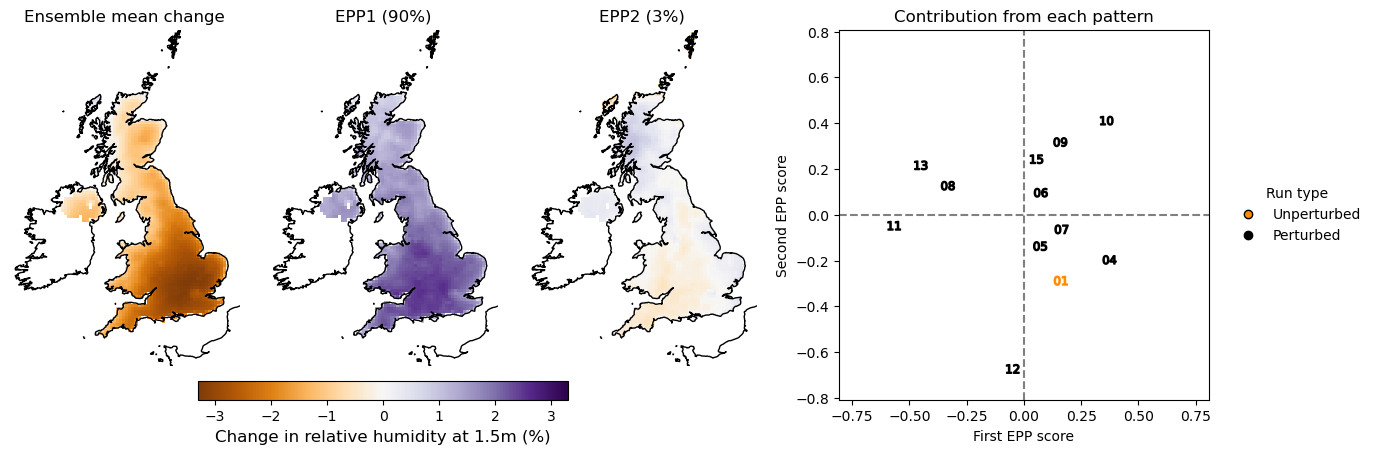 Ensemble mean change
EPP1 (90%)
EPP2 (3%)
Contribution from each pattern
−3 −2 −1 0 1 2 3
Change in relative humidity at 1.5m (%)
Second EPP score
0.8
0.6
0.4
0.2
0.0
−0.2
−0.4
−0.6
−0.8
10
09
15
13
08
06
11
07
05
04
01
12
−0.75 −0.50 −0.25 0.00 0.25 0.50 0.75
First EPP score
Run type
Unperturbed
Perturbed